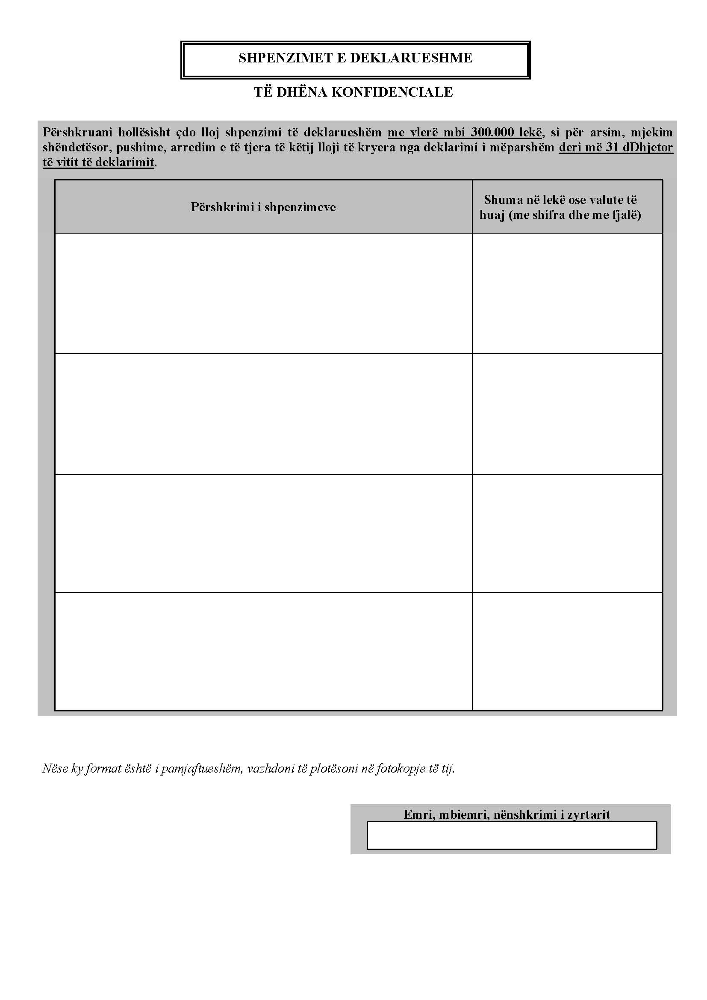 SHPENZIMET E DEKLARUESHME
TË DHËNA KONFIDENCIALE
Përshkruani hollësisht çdo lloj shpenzimi të deklarueshëm me vlerë mbi 300.000 lekë, si për arsim, mjekim
shëndetësor, pushime, arredim e të tjera të këtij lloji të kryera nga deklarimi i mëparshëm deri më 31 dDhjetor
të vitit të deklarimit.
Përshkrimi i shpenzimeve
Shuma në lekë ose valute të
huaj (me shifra dhe me fjalë)
Nëse ky format është i pamjaftueshëm, vazhdoni të plotësoni në fotokopje të tij.
Emri, mbiemri, nënshkrimi i zyrtarit